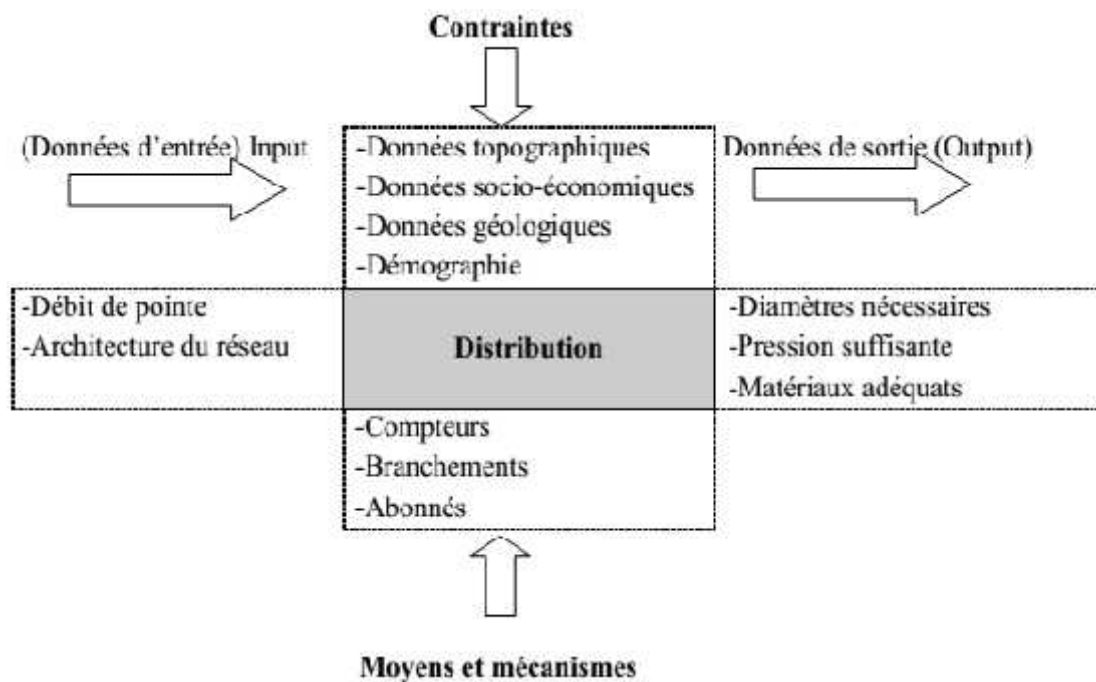 Contraintes
(Données d'entrée) Input
-Données topographiques
-Données socio-économiques
-Données géologiques
-Démographie
Données de sortie (Output)
-Débit de pointe
-Architecture du réseau
Distribution
-Diamètres nécessaires
-Pression suffisante
-Matériaux adéquats
-Compteurs
-Branchements
-Abonnés
Moyens et mécanismes